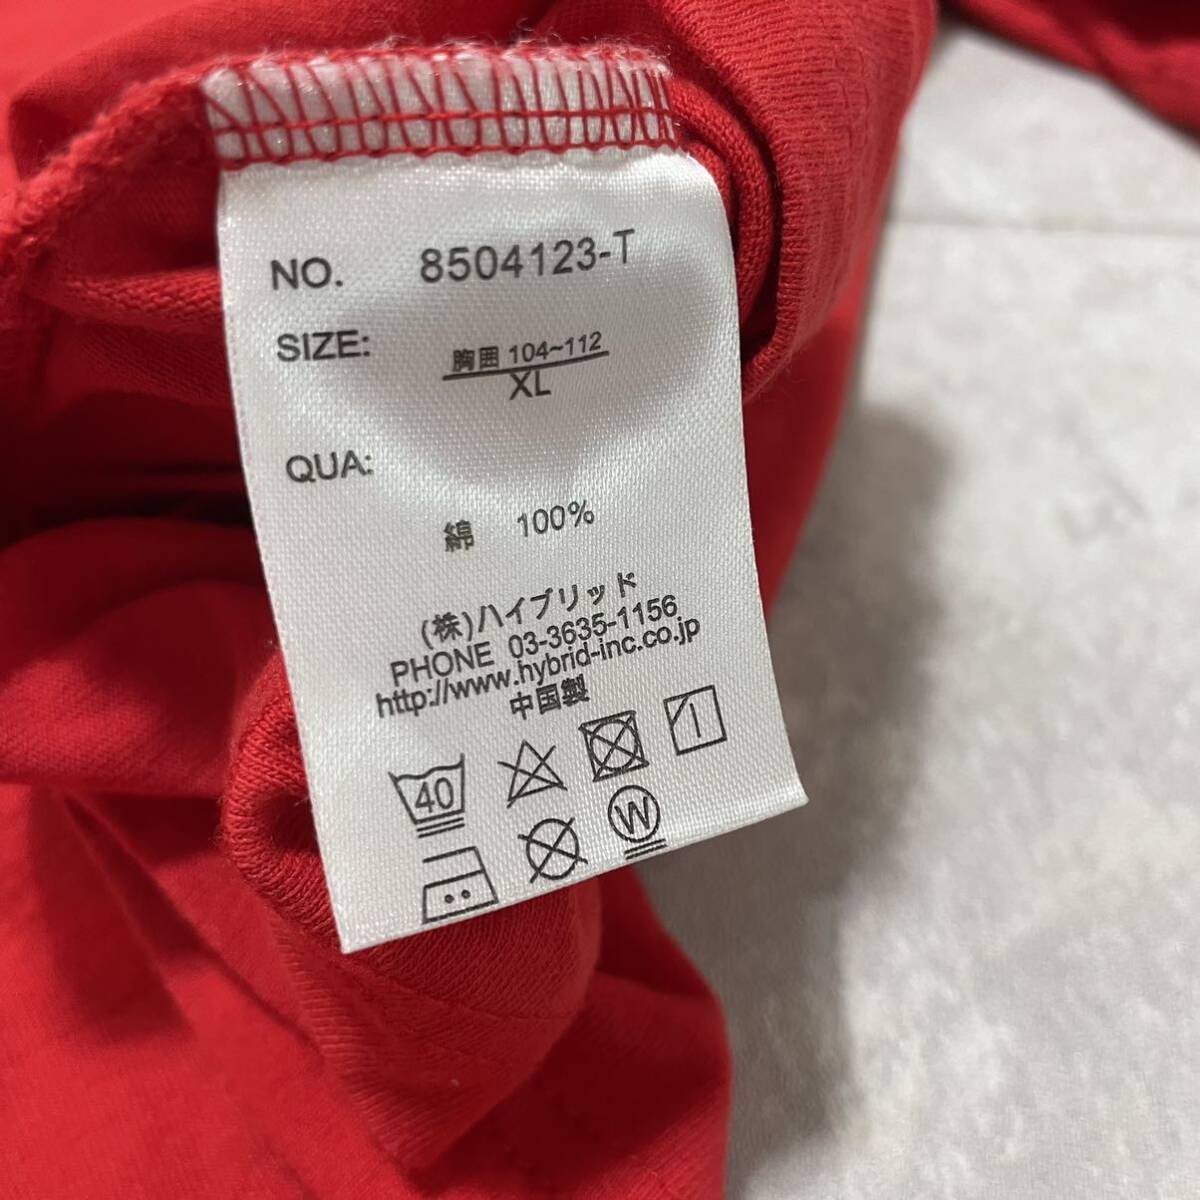 NO. 8504123-T
SIZE: 胸囲 104~112
XL
QUA:
綿 100%
(株)ハイブリッド
PHONE 03-3635-1156
http://www.hybrid-inc.co.jp
中国製
40
W